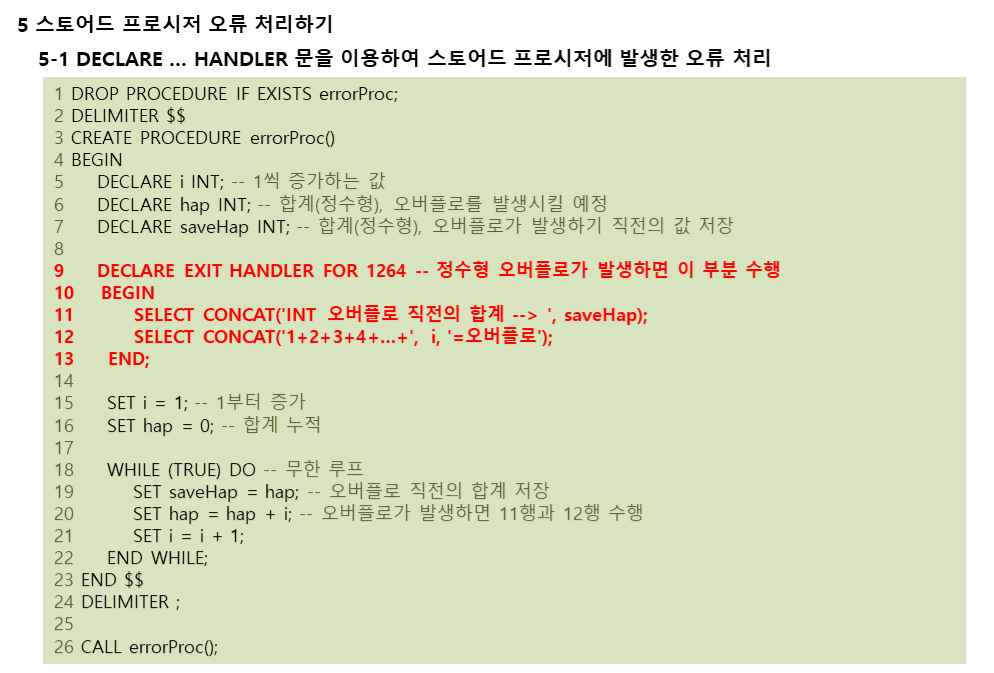 5 스토어드 프로시저 오류 처리하기
5-1 DECLARE ... HANDLER 문을 이용하여 스토어드 프로시저에 발생한 오류 처리
1 DROP PROCEDURE IF EXISTS errorProc;
2 DELIMITER $$
3 CREATE PROCEDURE errorProc()
4 BEGIN
5 DECLARE i INT; -- 1씩 증가하는 값
6 DECLARE hap INT; -- 합계(정수형), 오버플로를 발생시킬 예정
7 DECLARE saveHap INT; -- 합계(정수형), 오버플로가 발생하기 직전의 값 저장
8
9 DECLARE EXIT HANDLER FOR 1264 -- 정수형 오버플로가 발생하면 이 부분 수행
10 BEGIN
11 SELECT CONCAT('INT 오버플로 직전의 합계 --> ', saveHap);
12 SELECT CONCAT('1+2+3+4+...+', i, '=오버플로');
13 END;
14
15 SET i = 1; -- 1부터 증가
16 SET hap = 0; -- 합계 누적
17
18 WHILE (TRUE) DO -- 무한 루프
19 SET saveHap = hap; -- 오버플로 직전의 합계 저장
20 SET hap = hap + i; -- 오버플로가 발생하면 11행과 12행 수행
21 SET i = i + 1;
22 END WHILE;
23 END $$
24 DELIMITER ;
25
26 CALL errorProc();